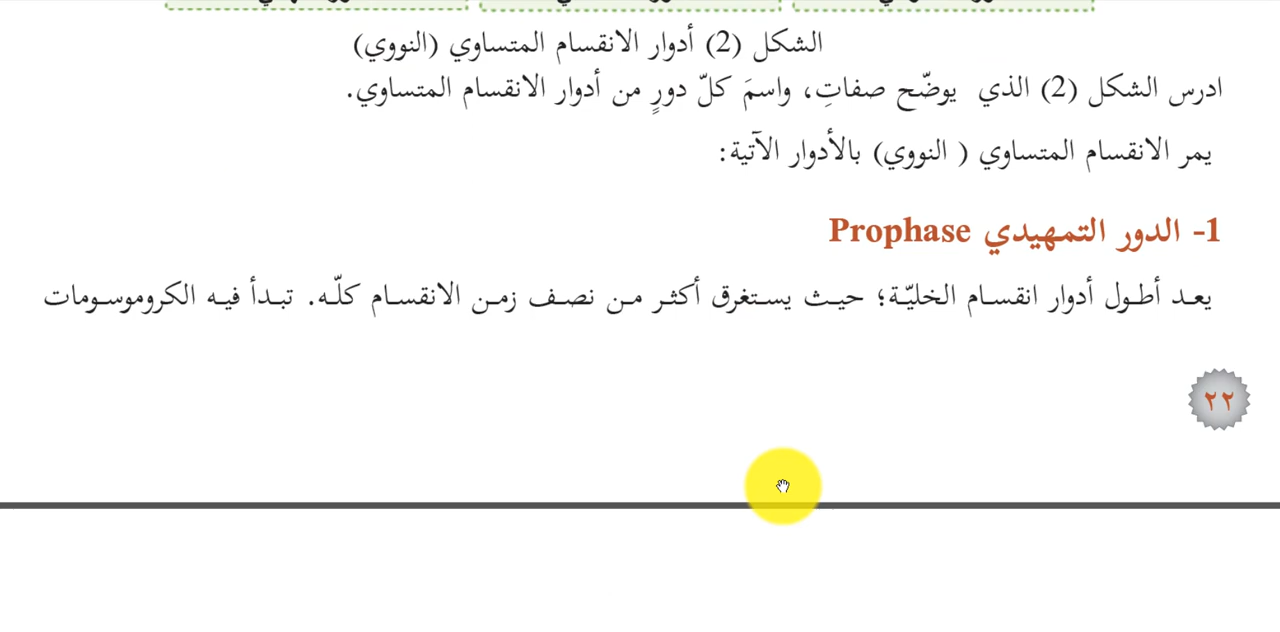 الشكل (2) أدوار الانقسام المتساوي (النووي)
ادرس الشكل (2) الذي يوضّح صفاتِ، واسمَ كلّ دورٍ من أدوار الانقسام المتساوي.
يمر الانقسام المتساوي ( النووي) بالأدوار الآتية:
1- الدور التمهيدي Prophase
يعد أطول أدوار انقسام الخليّة؛ حيث يستغرق أكثر من نصف زمن الانقسام كلّه. تبدأ فيه الكروموسومات
٢٢